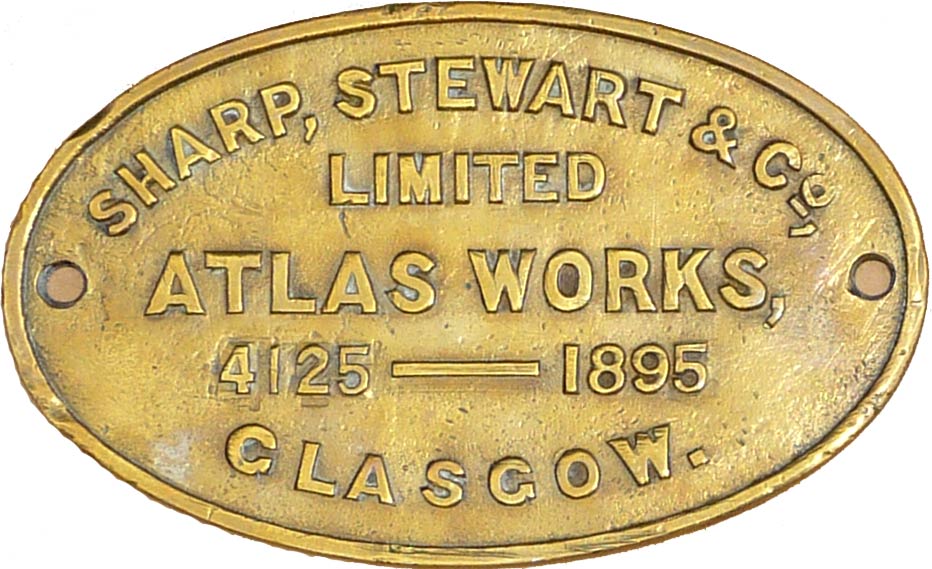 SHARP, STEWART & Co.,
LIMITED
ATLAS WORKS,
4125 — 1895
GLASGOW.